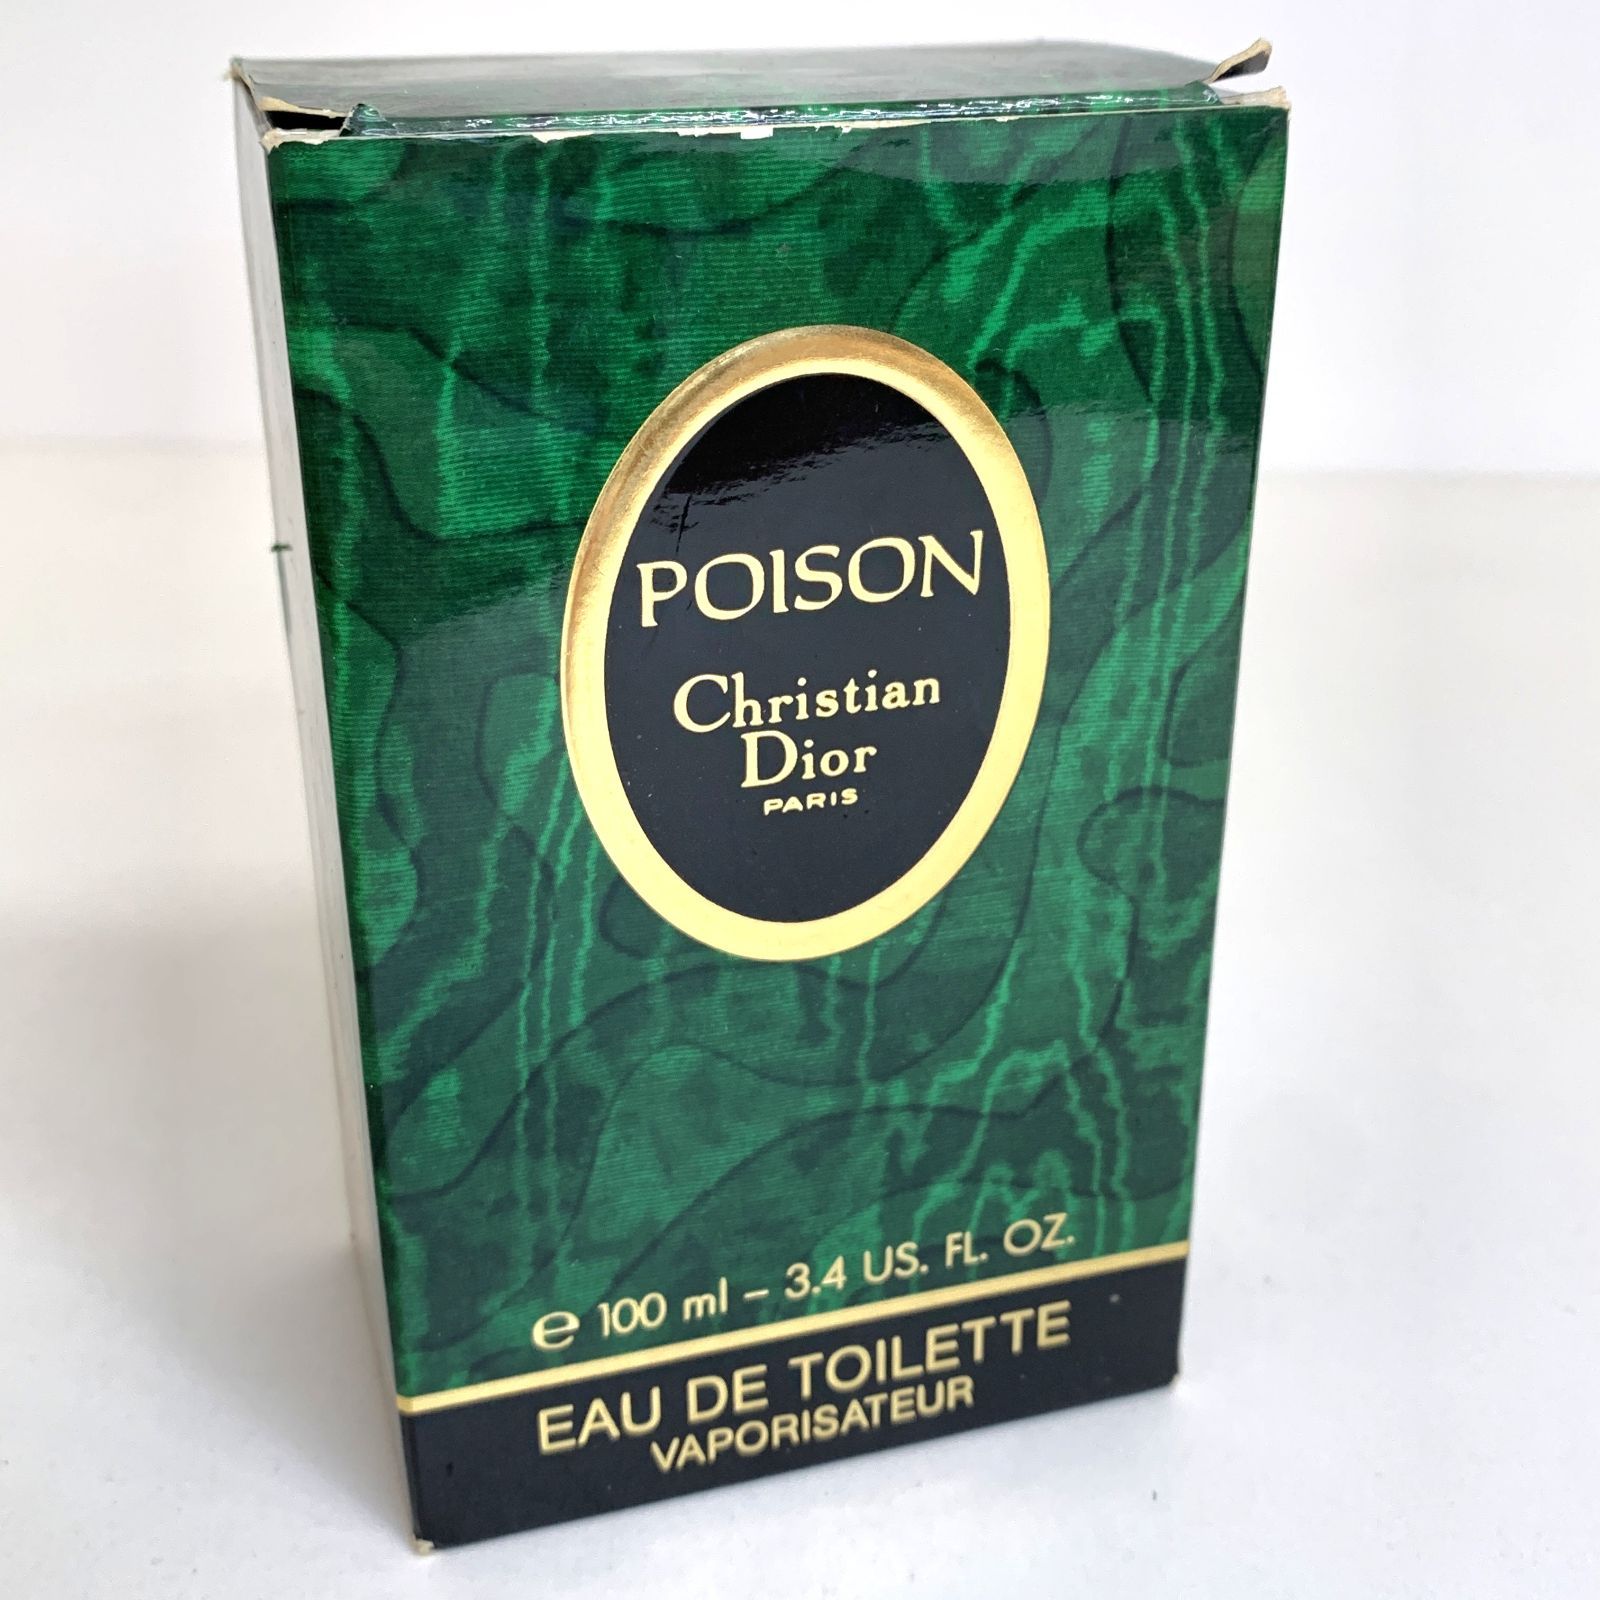 POISON
Christian
Dior
PARIS
℮ 100 ml – 3.4 US. FL. OZ.
EAU DE TOILETTE
VAPORISATEUR